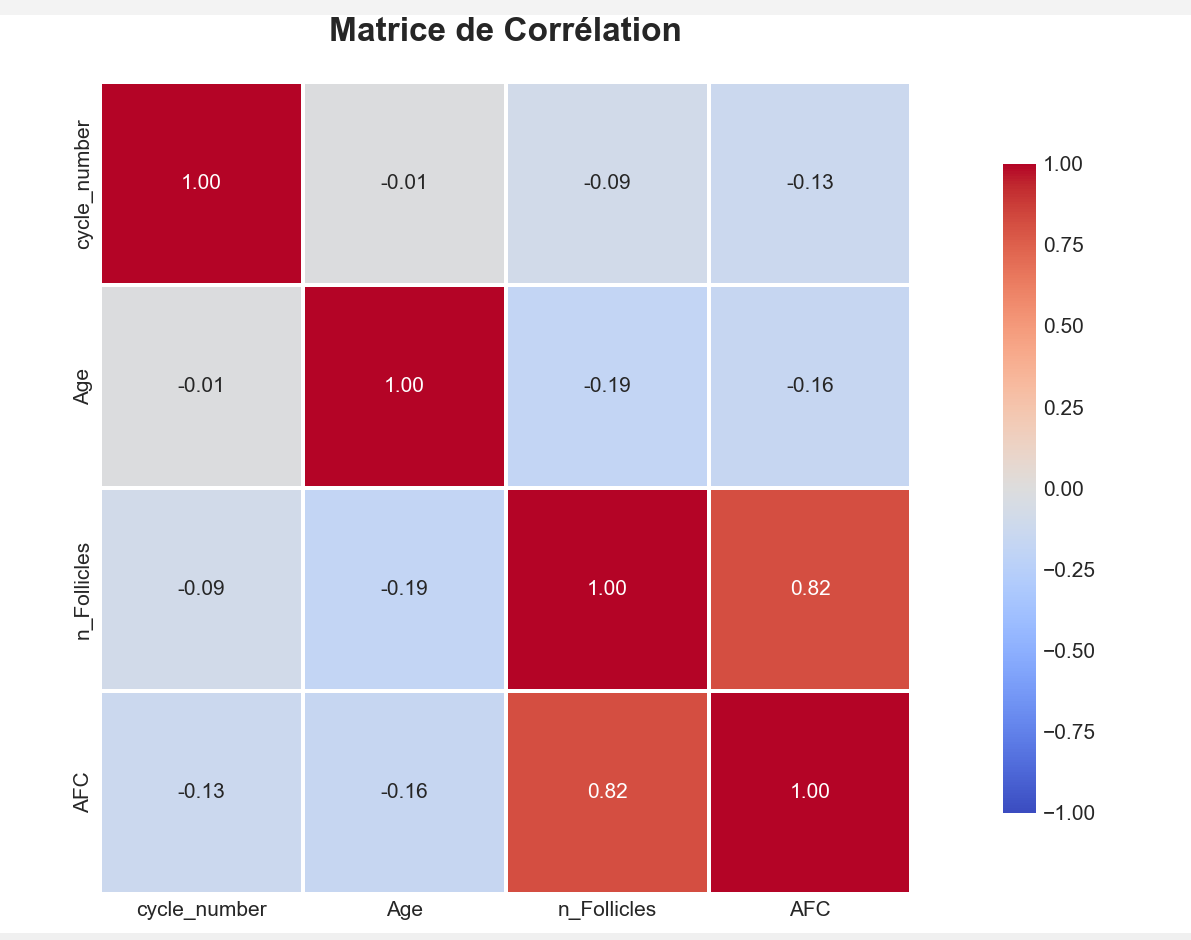 Matrice de Corrélation
cycle_number 1.00 -0.01 -0.09 -0.13
Age -0.01 1.00 -0.19 -0.16
n_Follicles -0.09 -0.19 1.00 0.82
AFC -0.13 -0.16 0.82 1.00
cycle_number Age n_Follicles AFC
1.00
0.75
0.50
0.25
0.00
−0.25
−0.50
−0.75
−1.00